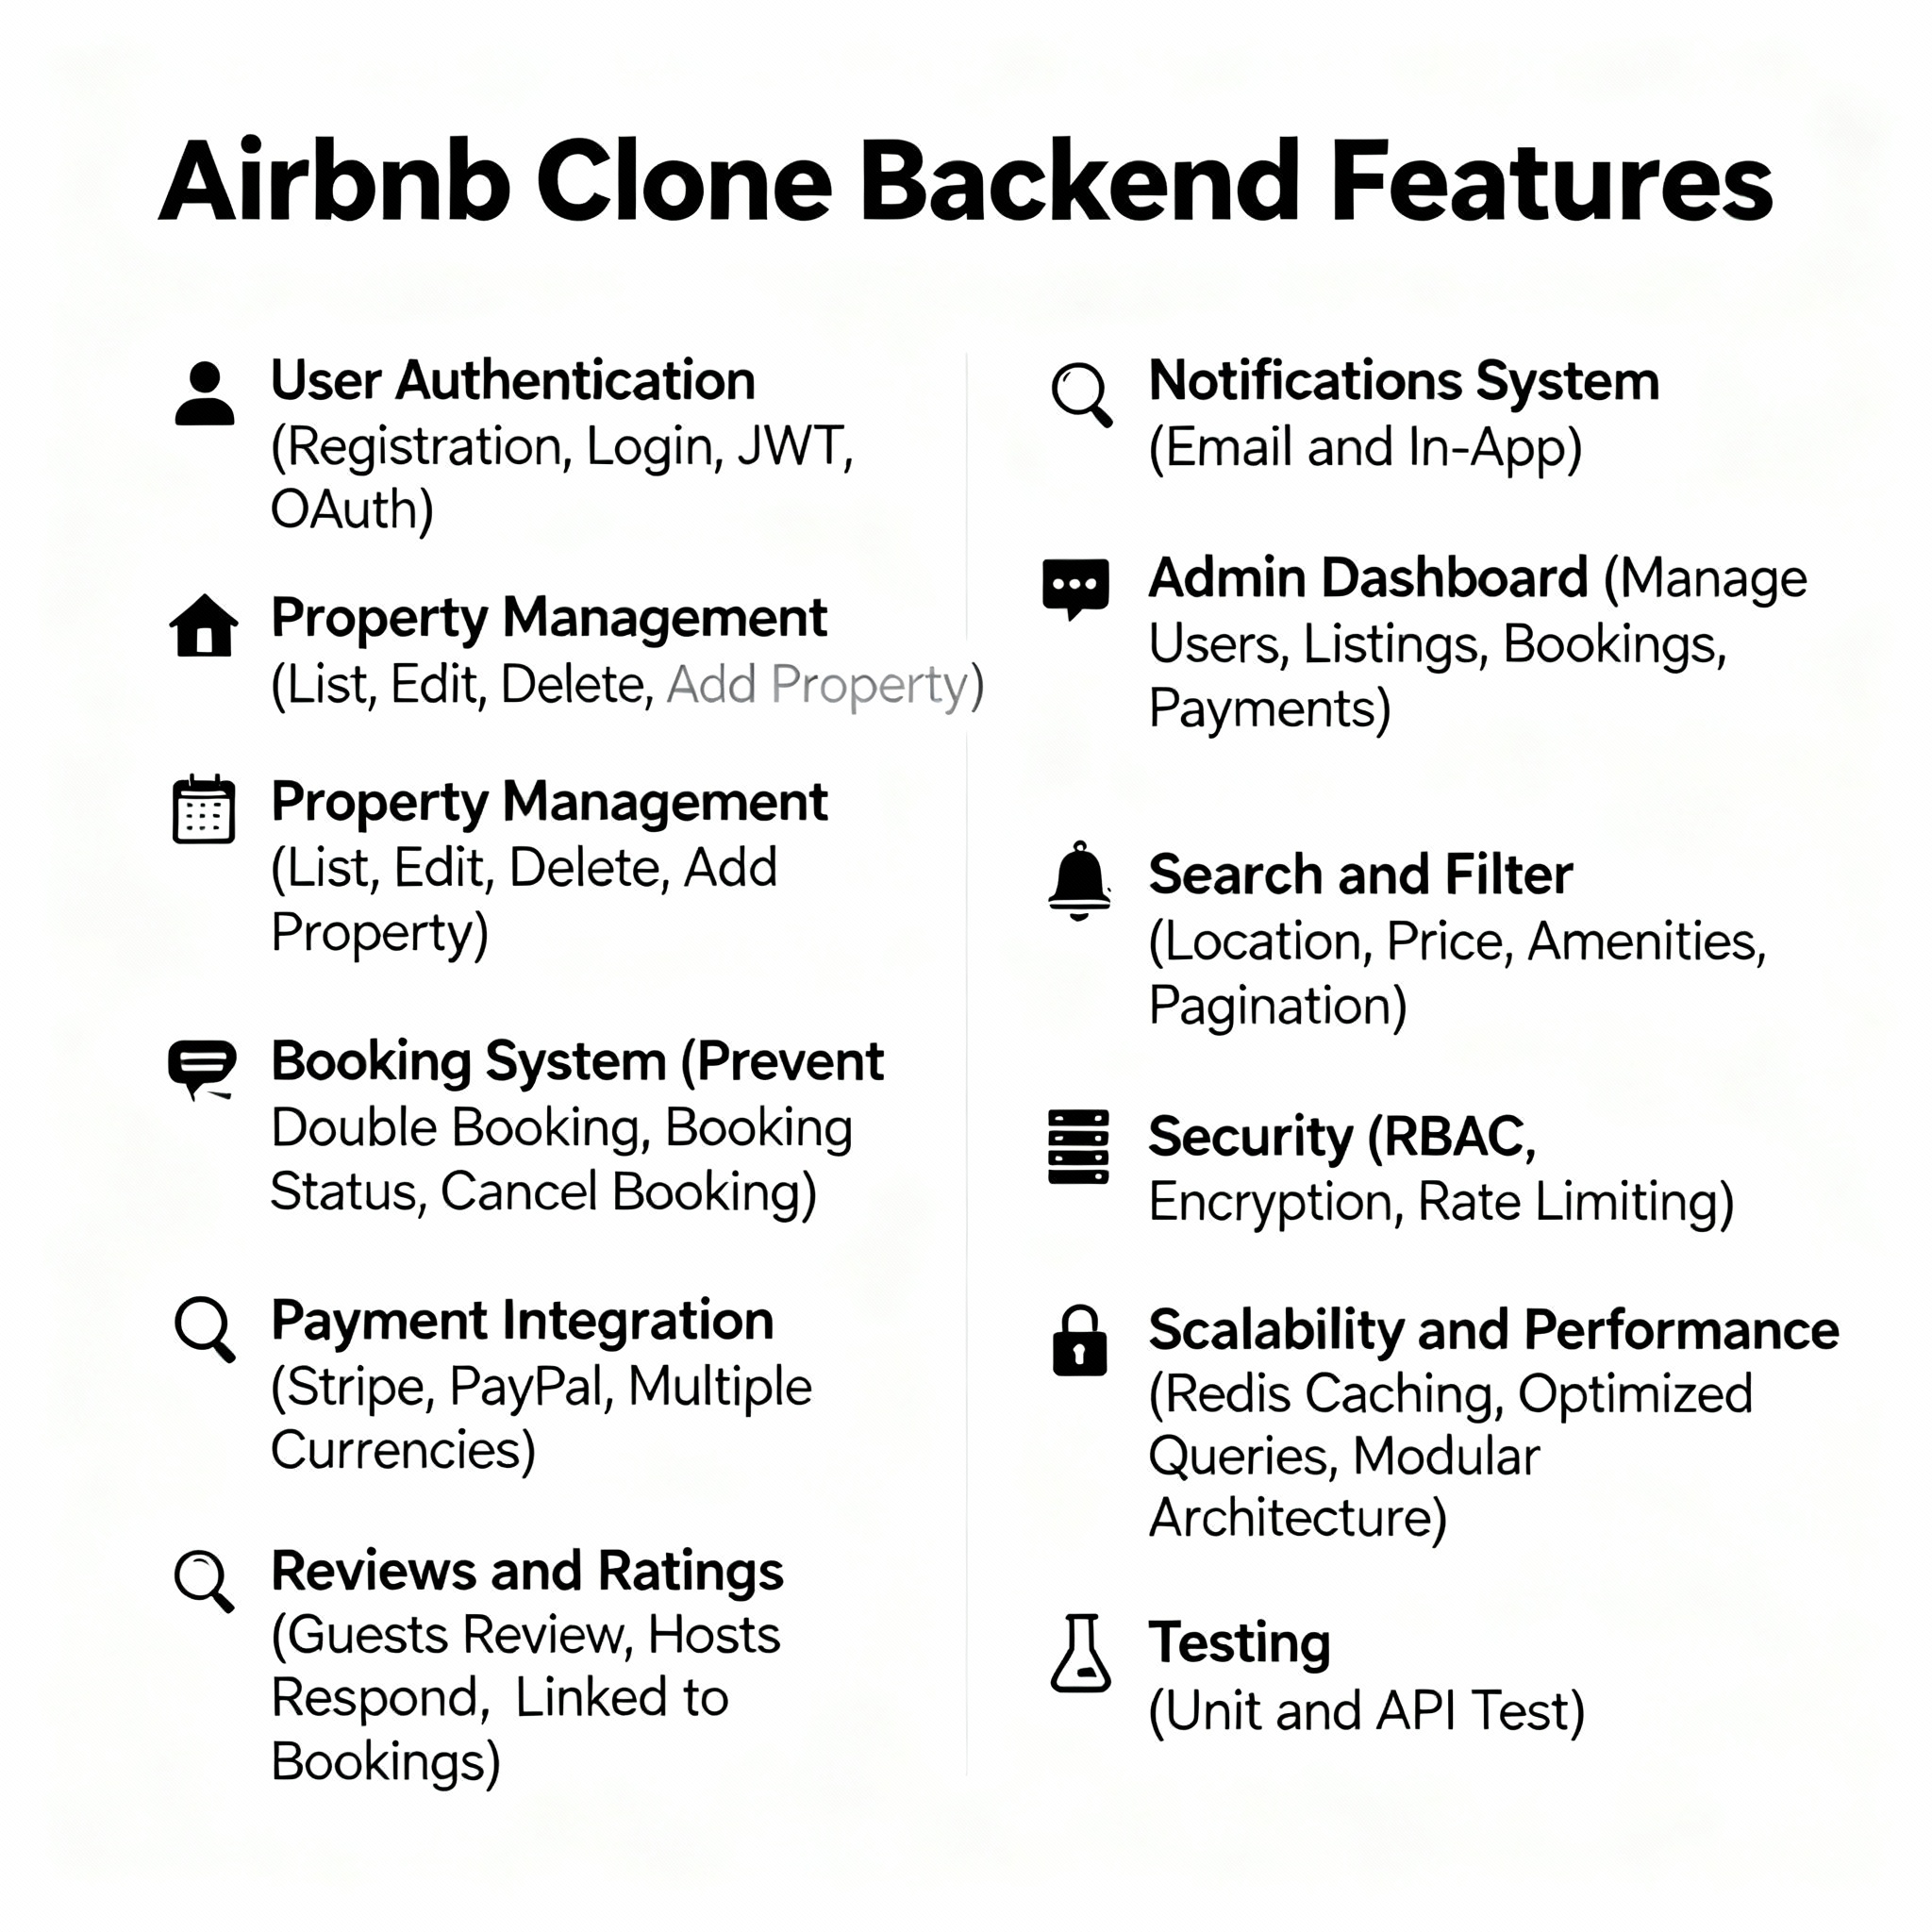 Airbnb Clone Backend Features
User Authentication
(Registration, Login, JWT,
OAuth)
Property Management
(List, Edit, Delete, Add Property)
Property Management
(List, Edit, Delete, Add
Property)
Booking System (Prevent
Double Booking, Booking
Status, Cancel Booking)
Payment Integration
(Stripe, PayPal, Multiple
Currencies)
Reviews and Ratings
(Guests Review, Hosts
Respond, Linked to
Bookings)
Notifications System
(Email and In-App)
Admin Dashboard (Manage
Users, Listings, Bookings,
Payments)
Search and Filter
(Location, Price, Amenities,
Pagination)
Security (RBAC,
Encryption, Rate Limiting)
Scalability and Performance
(Redis Caching, Optimized
Queries, Modular
Architecture)
Testing
(Unit and API Test)